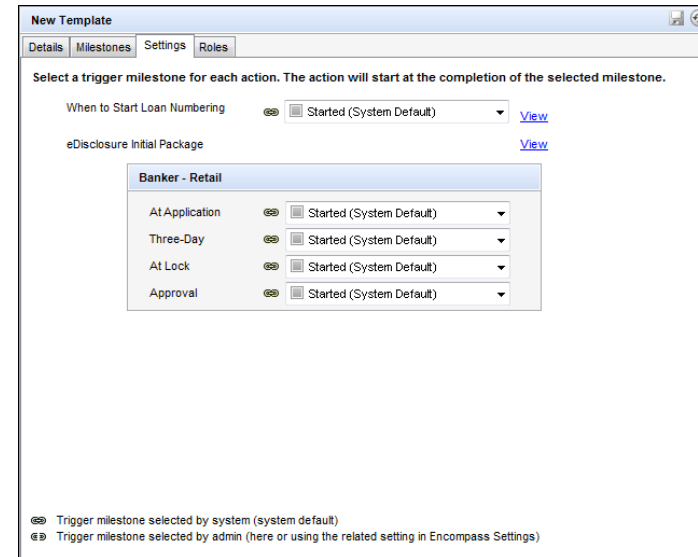 New Template
Details Milestones Settings Roles
Select a trigger milestone for each action. The action will start at the completion of the selected milestone.
When to Start Loan Numbering Started (System Default) View
eDisclosure Initial Package View
Banker - Retail
At Application Started (System Default)
Three-Day Started (System Default)
At Lock Started (System Default)
Approval Started (System Default)
Trigger milestone selected by system (system default)
Trigger milestone selected by admin (here or using the related setting in Encompass Settings)